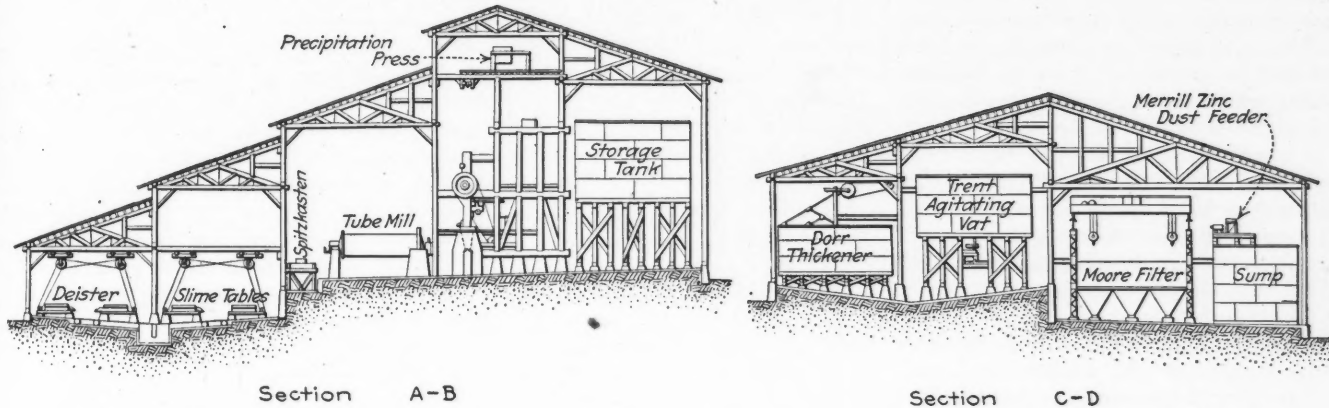 Precipitation
Press
Storage
Tank
Spitzkasten
Tube Mill
Deister
Slime Tables
Section A-B
Merrill Zinc
Dust Feeder
Trent
Agitating
Vat
Dorr
Thickener
Moore Filter
Sump
Section C-D